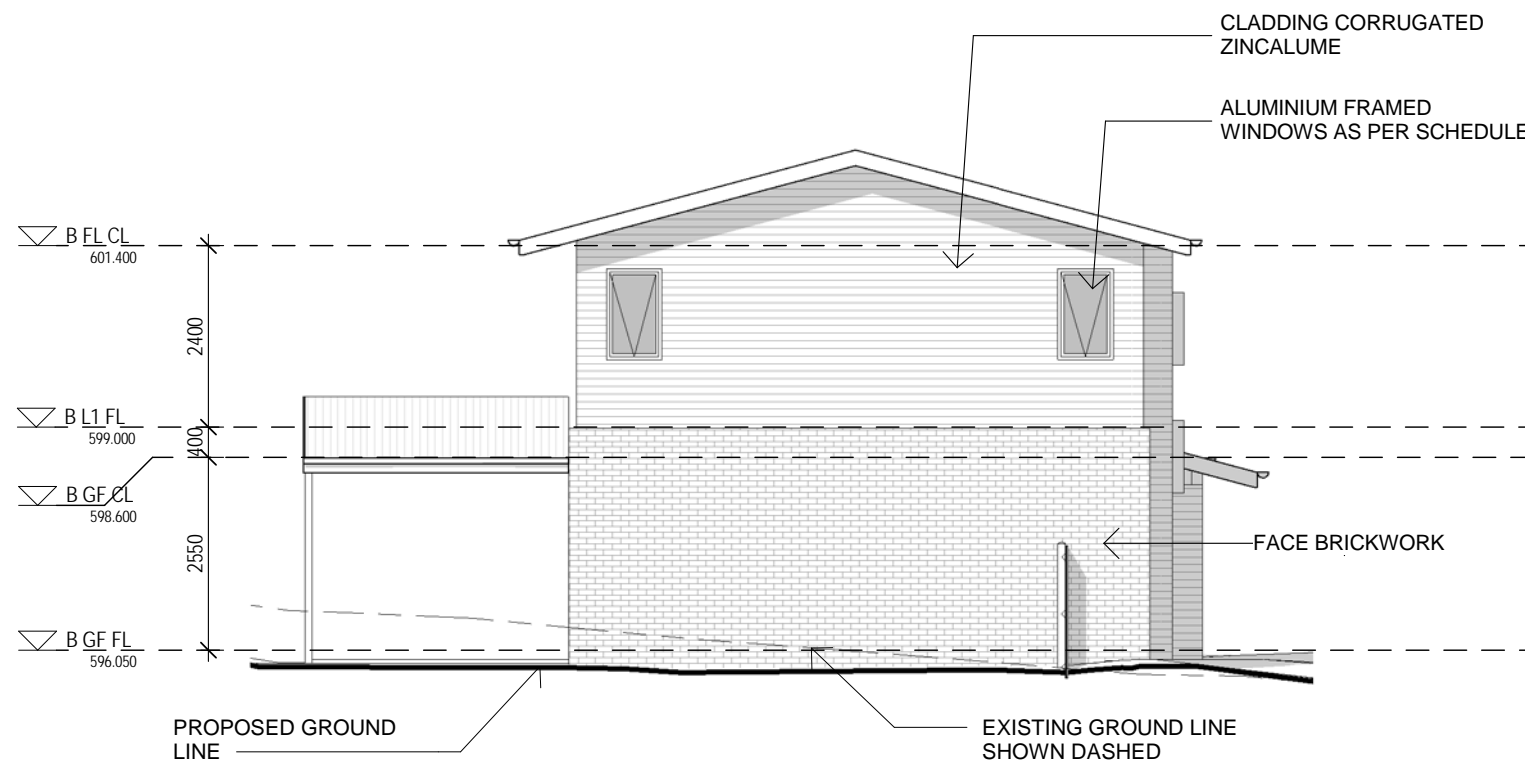 CLADDING CORRUGATED
ZINCALUME
ALUMINIUM FRAMED
WINDOWS AS PER SCHEDULE
B FL CL
601.400
2400
B L1 FL
599.000
400
B GF CL
598.600
2550
FACE BRICKWORK
B GF FL
596.050
PROPOSED GROUND
LINE
EXISTING GROUND LINE
SHOWN DASHED